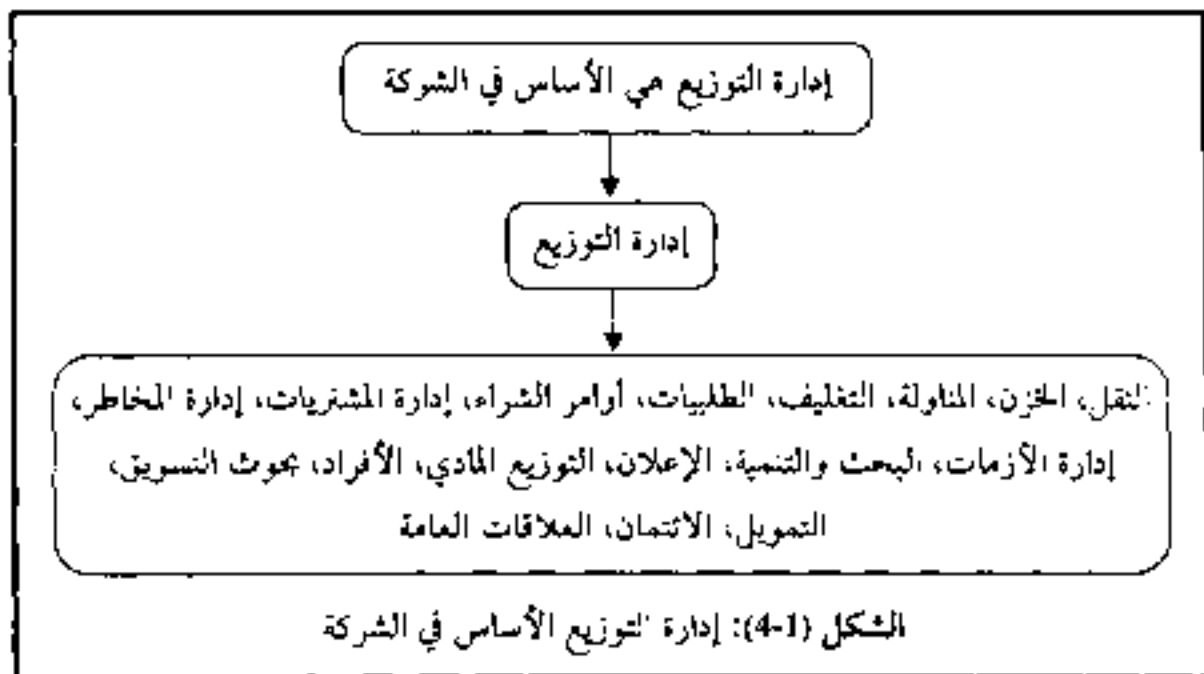 إدارة التوزيع هي الأساس في الشركة
إدارة التوزيع
النقل، الخزن، المناولة، التغليف، الطلبيات، أوامر الشراء، إدارة المشتريات، إدارة المخاطر،
إدارة الأزمات، البحث والتنمية، الإعلان، التوزيع المادي، الأفراد، بحوث التسويق،
التمويل، الائتمان، العلاقات العامة
الشكل (1-4): إدارة التوزيع الأساس في الشركة